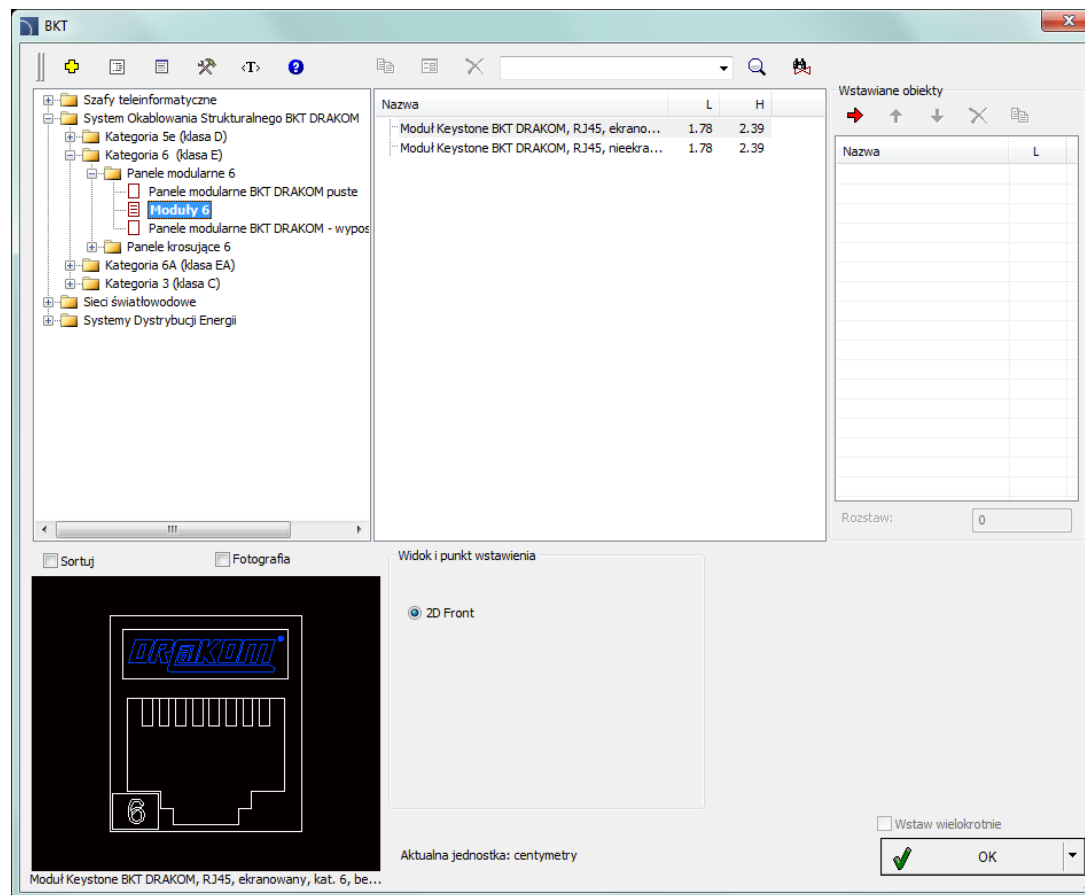 BKT
‹T›
Szafy teleinformatyczne
System Okablowania Strukturalnego BKT DRAKOM
Kategoria 5e (klasa D)
Kategoria 6 (klasa E)
Panele modularne 6
Panele modularne BKT DRAKOM puste
Moduły 6
Panele modularne BKT DRAKOM - wypos
Panele krosujące 6
Kategoria 6A (klasa EA)
Kategoria 3 (klasa C)
Sieci światłowodowe
Systemy Dystrybucji Energii
Nazwa L H
Moduł Keystone BKT DRAKOM, RJ45, ekrano... 1.78 2.39
Moduł Keystone BKT DRAKOM, RJ45, nieekra... 1.78 2.39
Wstawiane obiekty
Nazwa L
Rozstaw: 0
Sortuj
Fotografia
DRAKOM
6
Moduł Keystone BKT DRAKOM, RJ45, ekranowany, kat. 6, be...
Widok i punkt wstawienia
2D Front
Aktualna jednostka: centymetry
Wstaw wielokrotnie
OK